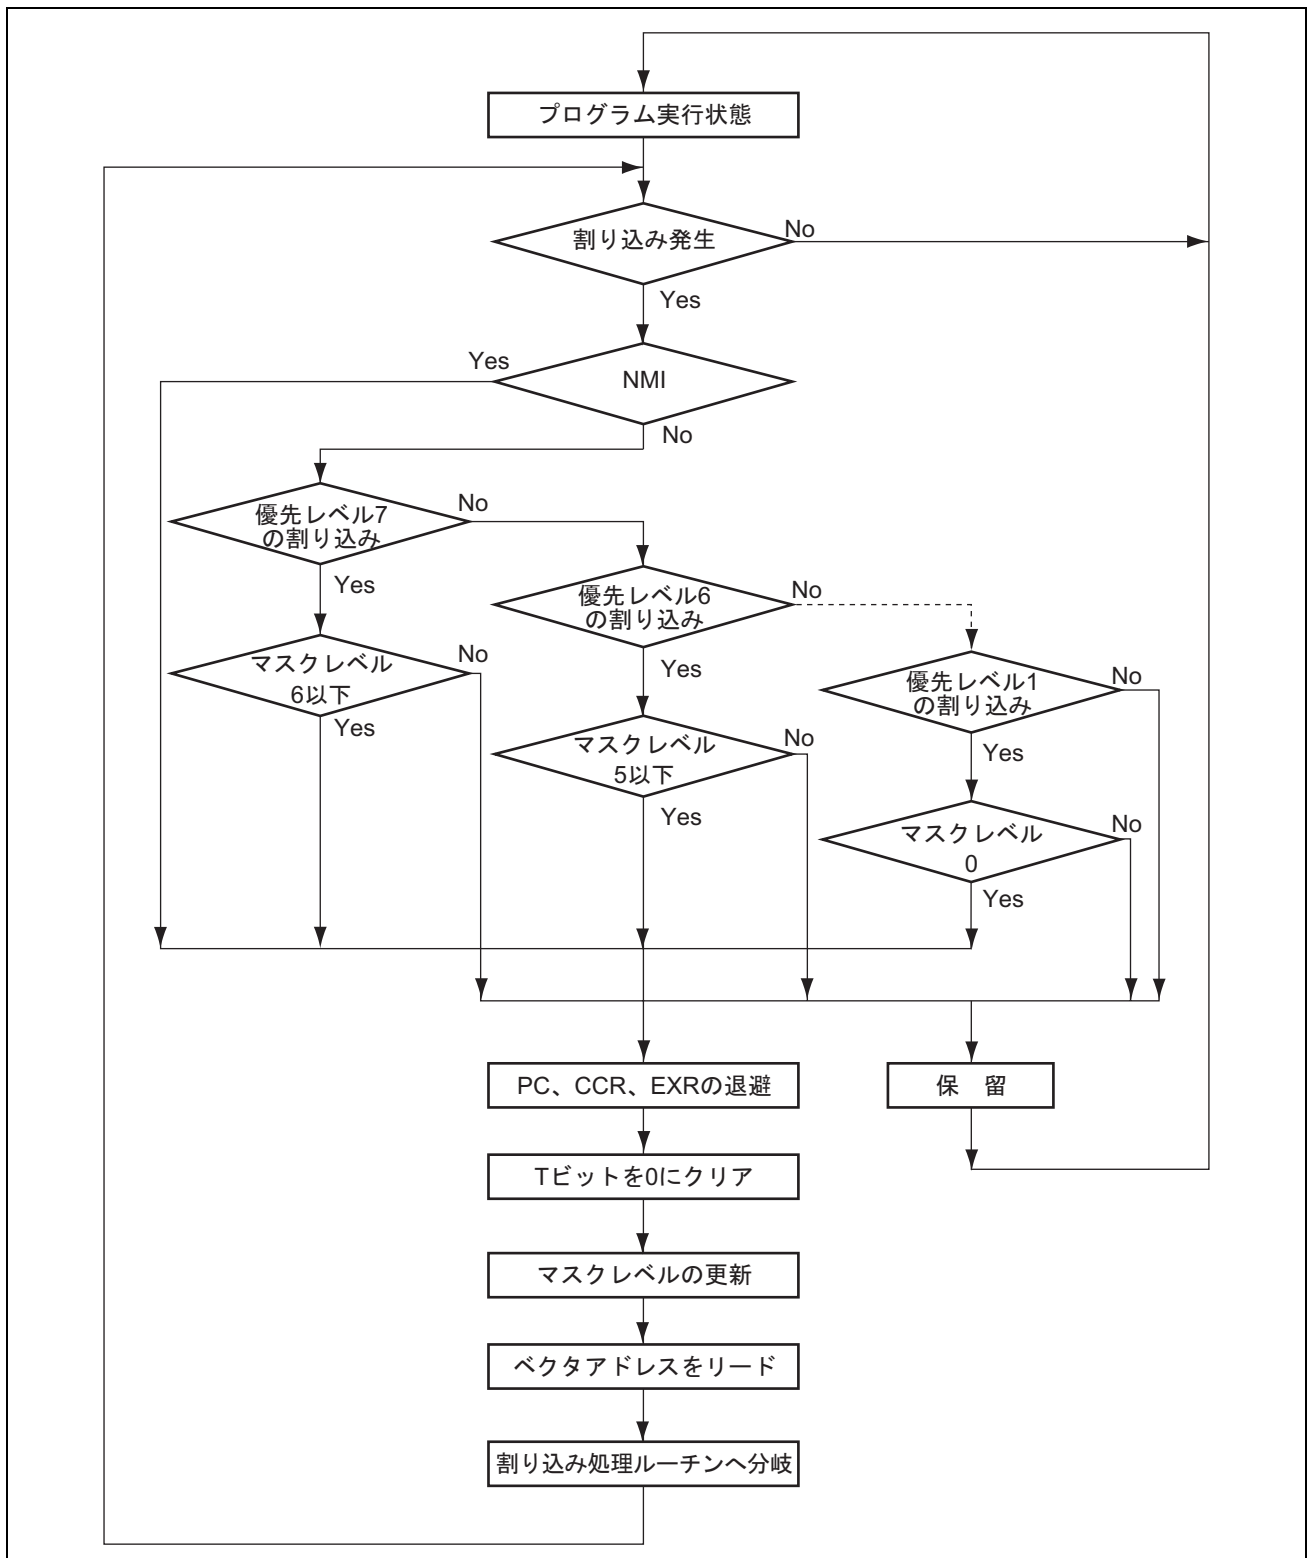 プログラム実行状態
割り込み発生
No
Yes
Yes
NMI
No
優先レベル7
の割り込み
No
Yes
優先レベル6
の割り込み
No
Yes
マスクレベル
6以下
No
Yes
優先レベル1
の割り込み
No
Yes
マスクレベル
5以下
No
Yes
マスクレベル
0
No
Yes
PC、CCR、EXRの退避
保 留
Tビットを0にクリア
マスクレベルの更新
ベクタアドレスをリード
割り込み処理ルーチンへ分岐